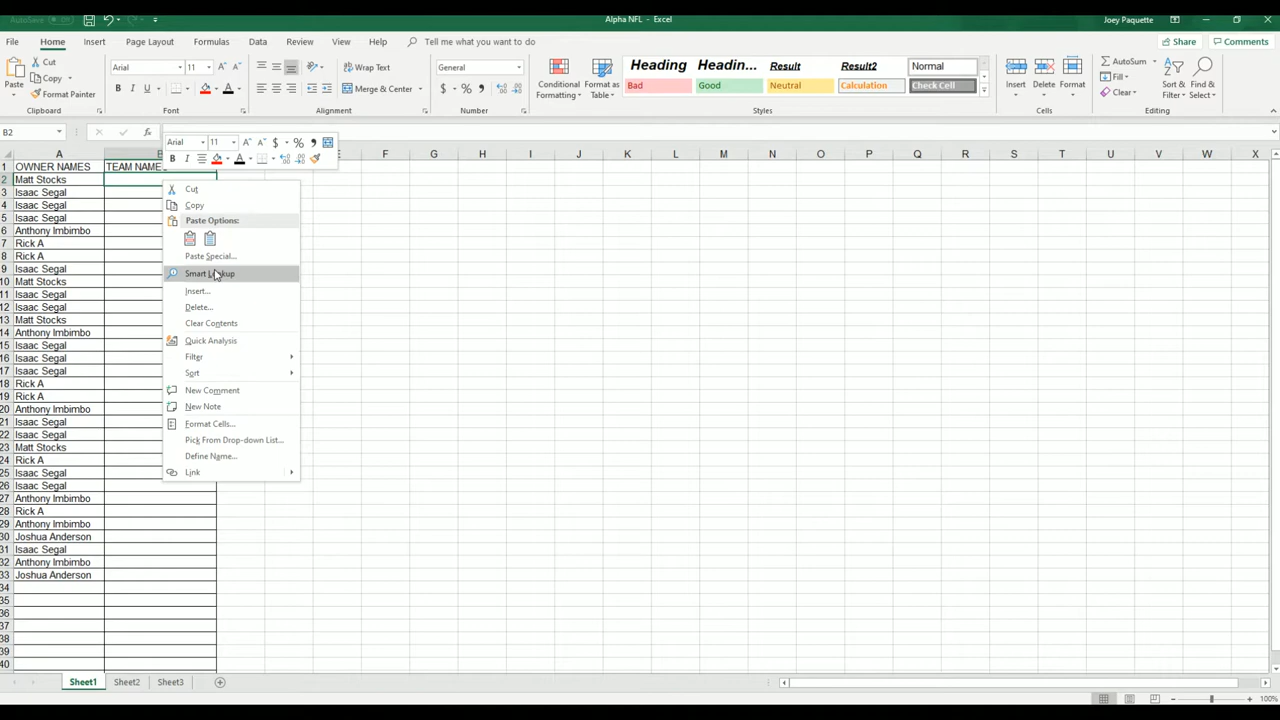 AutoSave Off
Alpha NFL - Excel
Joey Paquette
File Home Insert Page Layout Formulas Data Review View Help Tell me what you want to do Share Comments
Paste Cut Copy Format Painter
Clipboard
Arial 11 A A B I U A
Font
Wrap Text
Merge & Center
Alignment
General
$ % ,
Number
Conditional Formatting Format as Table
Heading Headin... Result Result2 Normal
Bad Good Neutral Calculation Check Cell
Styles
Insert Delete Format
Cells
AutoSum Fill Clear Sort & Filter Find & Select
Editing
B2 fx
Arial 11 A A $ % ,
B I A
A B E F G H I J K L M N O P Q R S T U V W X
1 OWNER NAMES TEAM NAME
2 Matt Stocks
3 Isaac Segal
4 Isaac Segal
5 Isaac Segal
6 Anthony Imbimbo
7 Rick A
8 Rick A
9 Isaac Segal
10 Matt Stocks
11 Isaac Segal
12 Isaac Segal
13 Matt Stocks
14 Anthony Imbimbo
15 Isaac Segal
16 Isaac Segal
17 Isaac Segal
18 Rick A
19 Rick A
20 Anthony Imbimbo
21 Isaac Segal
22 Isaac Segal
23 Matt Stocks
24 Rick A
25 Isaac Segal
26 Isaac Segal
27 Anthony Imbimbo
28 Rick A
29 Anthony Imbimbo
30 Joshua Anderson
31 Isaac Segal
32 Anthony Imbimbo
33 Joshua Anderson
34
35
36
37
38
39
40
Cut
Copy
Paste Options:
Paste Special...
Smart Lookup
Insert...
Delete...
Clear Contents
Quick Analysis
Filter
Sort
New Comment
New Note
Format Cells...
Pick From Drop-down List...
Define Name...
Link
Sheet1 Sheet2 Sheet3
100%